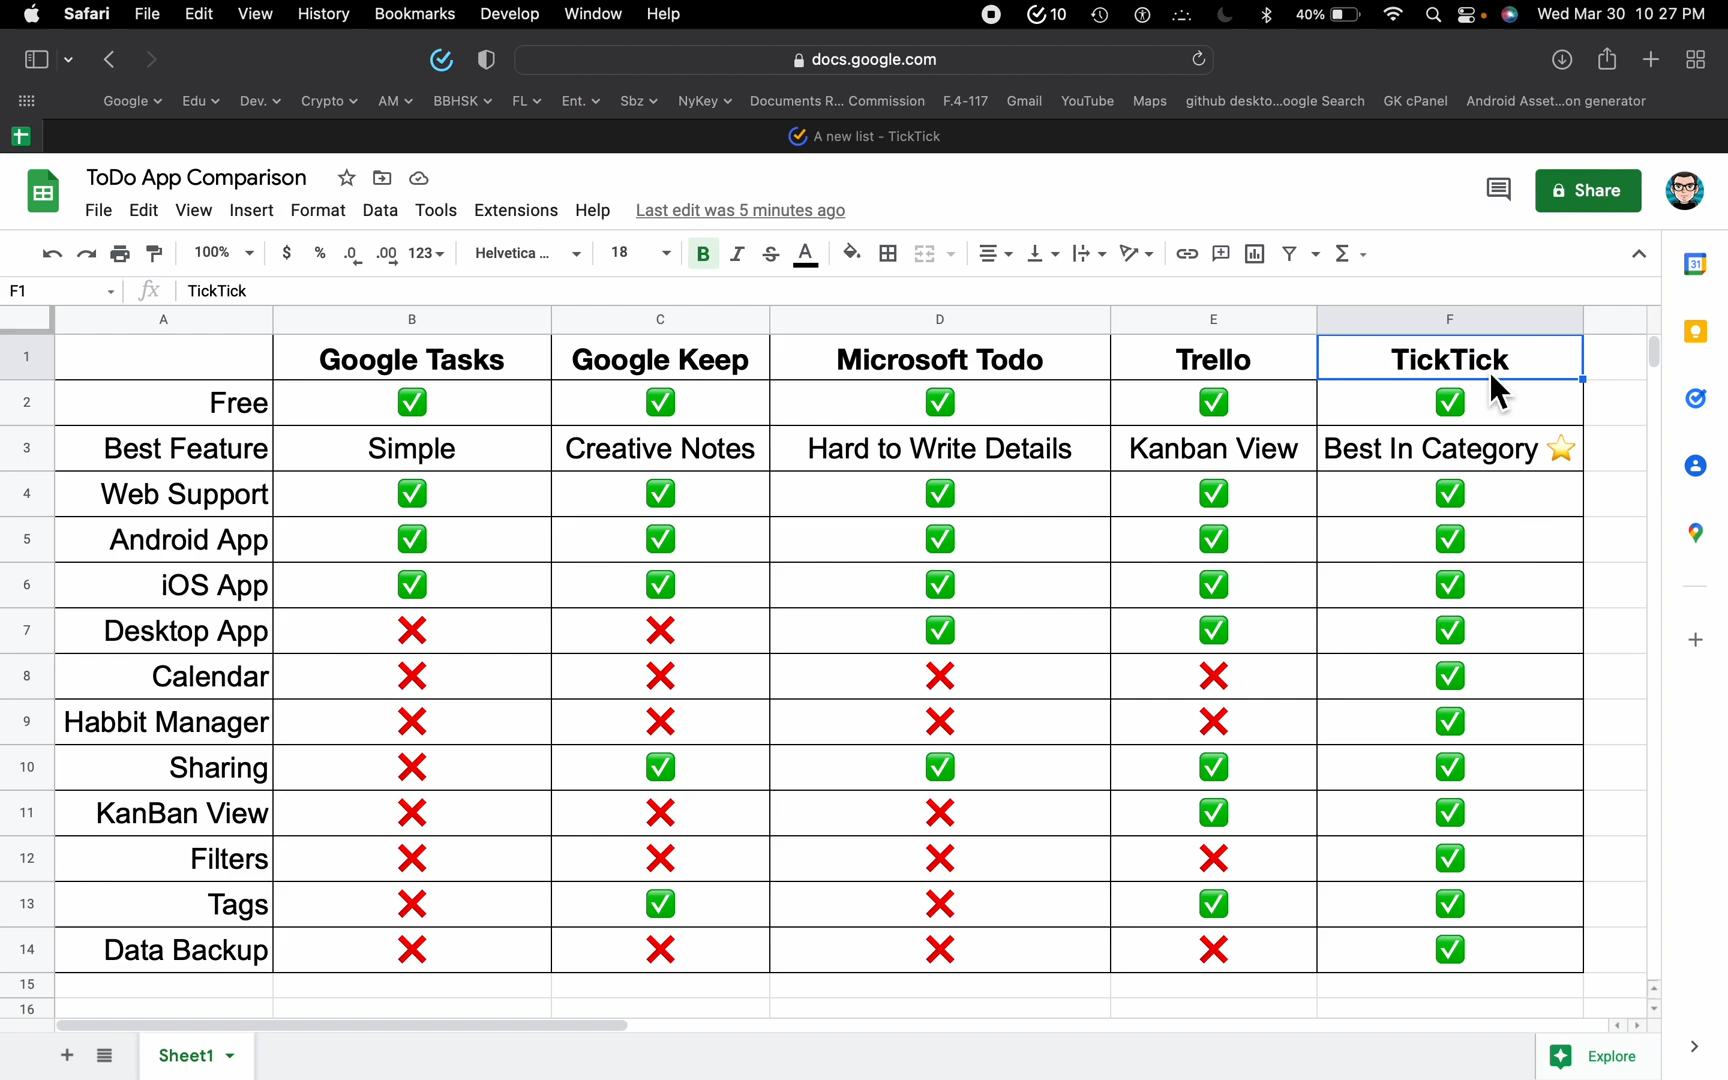 Safari File Edit View History Bookmarks Develop Window Help 10 40% Wed Mar 30 10 27 PM
docs.google.com
Google Edu Dev. Crypto AM BBHSK FL Ent. Sbz NyKey Documents R... Commission F.4-117 Gmail YouTube Maps github deskto...oogle Search GK cPanel Android Asset...on generator
A new list - TickTick
ToDo App Comparison
Share
File Edit View Insert Format Data Tools Extensions Help Last edit was 5 minutes ago
100% $ % .0 .00 123 Helvetica ... 18 B I S A Σ
31
F1 fx TickTick
A B C D E F
1 Google Tasks Google Keep Microsoft Todo Trello TickTick
2 Free ✅ ✅ ✅ ✅ ✅
3 Best Feature Simple Creative Notes Hard to Write Details Kanban View Best In Category ⭐
4 Web Support ✅ ✅ ✅ ✅ ✅
5 Android App ✅ ✅ ✅ ✅ ✅
6 iOS App ✅ ✅ ✅ ✅ ✅
7 Desktop App ❌ ❌ ✅ ✅ ✅
8 Calendar ❌ ❌ ❌ ❌ ✅
9 Habbit Manager ❌ ❌ ❌ ❌ ✅
10 Sharing ❌ ✅ ✅ ✅ ✅
11 KanBan View ❌ ❌ ❌ ✅ ✅
12 Filters ❌ ❌ ❌ ❌ ✅
13 Tags ❌ ✅ ❌ ✅ ✅
14 Data Backup ❌ ❌ ❌ ❌ ✅
15
16
Sheet1 Explore